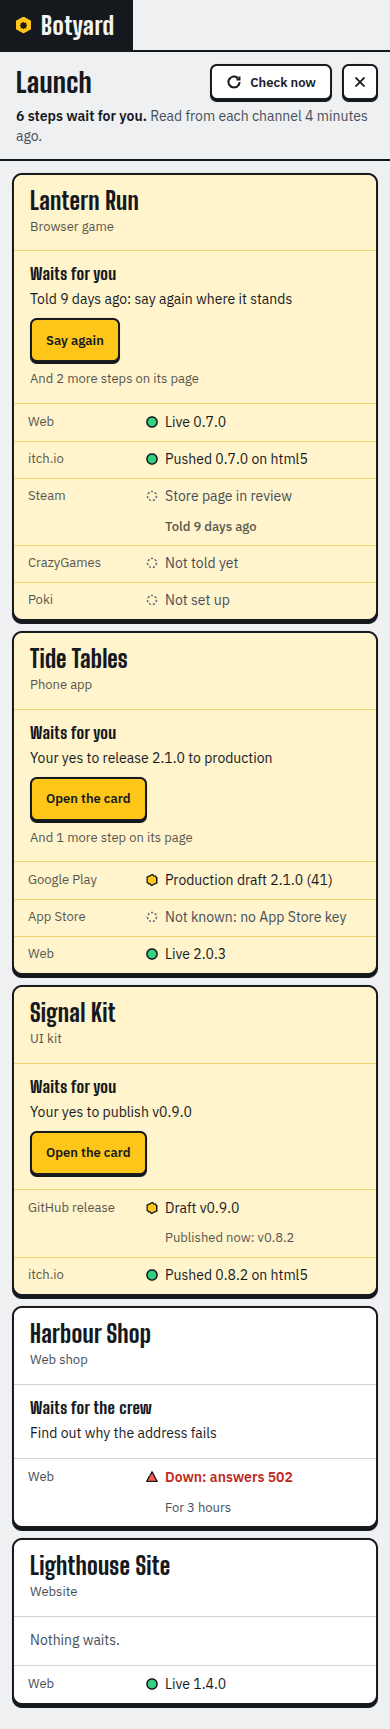 Botyard
Launch
Check now
6 steps wait for you. Read from each channel 4 minutes
ago.
Lantern Run
Browser game
Waits for you
Told 9 days ago: say again where it stands
Say again
And 2 more steps on its page
Web Live 0.7.0
itch.io Pushed 0.7.0 on html5
Steam Store page in review
Told 9 days ago
CrazyGames Not told yet
Poki Not set up
Tide Tables
Phone app
Waits for you
Your yes to release 2.1.0 to production
Open the card
And 1 more step on its page
Google Play Production draft 2.1.0 (41)
App Store Not known: no App Store key
Web Live 2.0.3
Signal Kit
UI kit
Waits for you
Your yes to publish v0.9.0
Open the card
GitHub release Draft v0.9.0
Published now: v0.8.2
itch.io Pushed 0.8.2 on html5
Harbour Shop
Web shop
Waits for the crew
Find out why the address fails
Web Down: answers 502
For 3 hours
Lighthouse Site
Website
Nothing waits.
Web Live 1.4.0